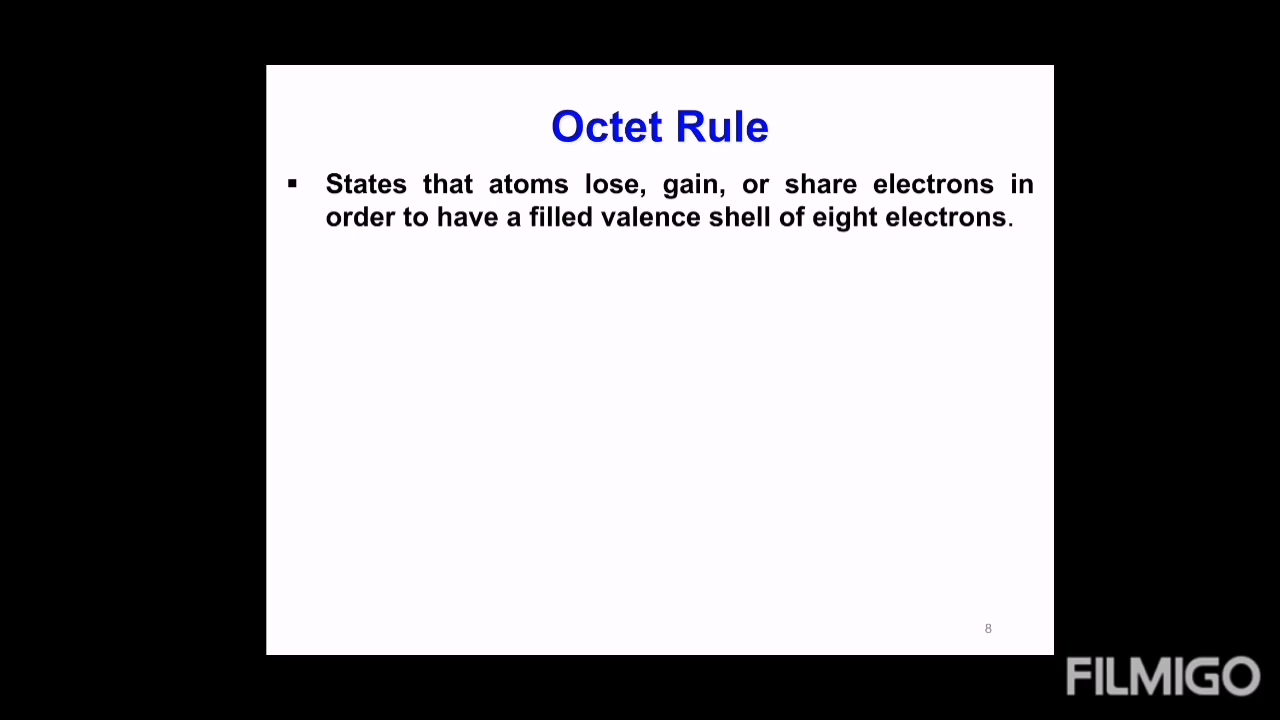 Octet Rule
▪ States that atoms lose, gain, or share electrons in
order to have a filled valence shell of eight electrons.
8
FILMIGO